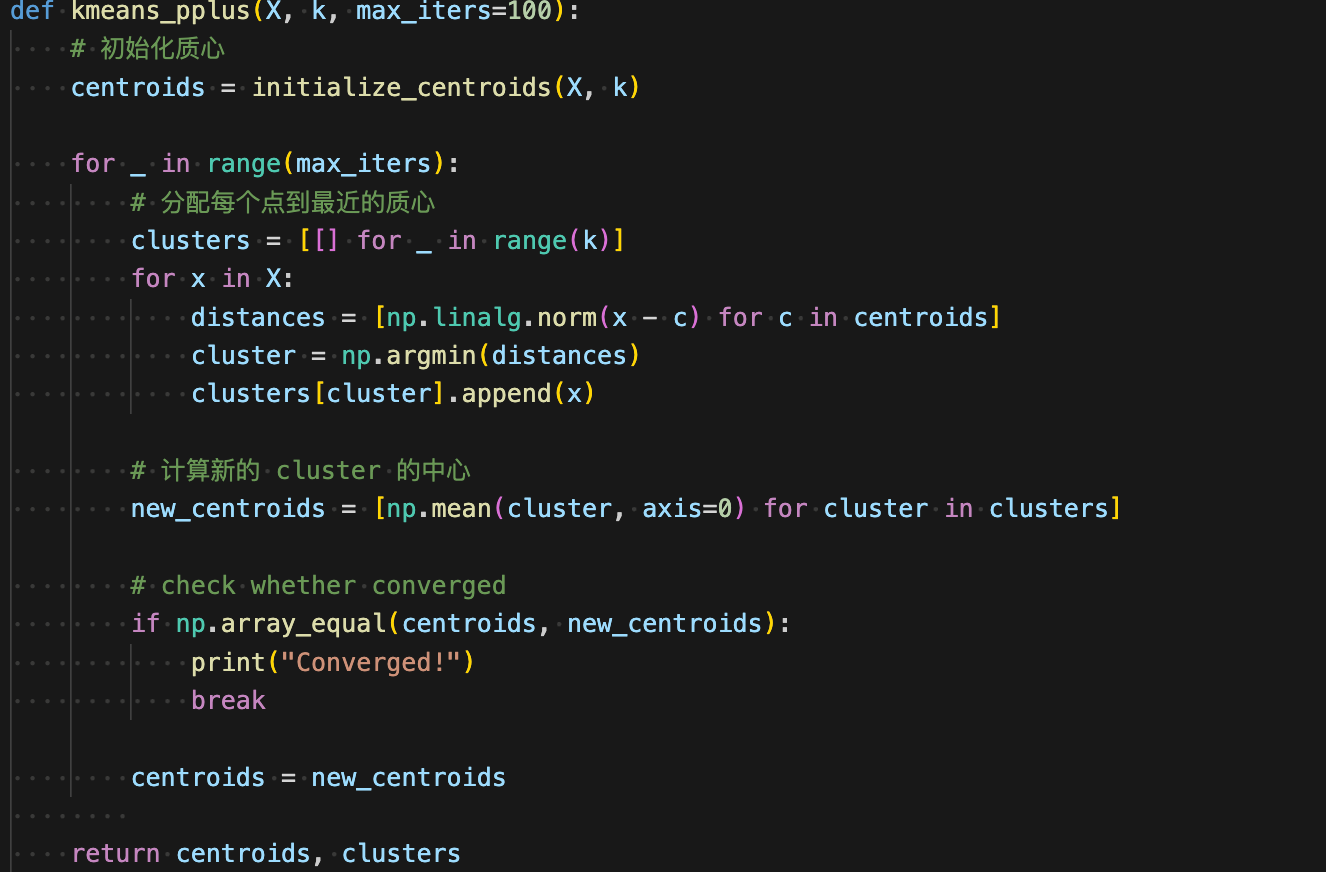 def kmeans_pplus(X, k, max_iters=100):
    # 初始化质心
    centroids = initialize_centroids(X, k)
    for _ in range(max_iters):
        # 分配每个点到最近的质心
        clusters = [[] for _ in range(k)]
        for x in X:
            distances = [np.linalg.norm(x - c) for c in centroids]
            cluster = np.argmin(distances)
            clusters[cluster].append(x)
        # 计算新的 cluster 的中心
        new_centroids = [np.mean(cluster, axis=0) for cluster in clusters]
        # check whether converged
        if np.array_equal(centroids, new_centroids):
            print("Converged!")
            break
        centroids = new_centroids
    return centroids, clusters